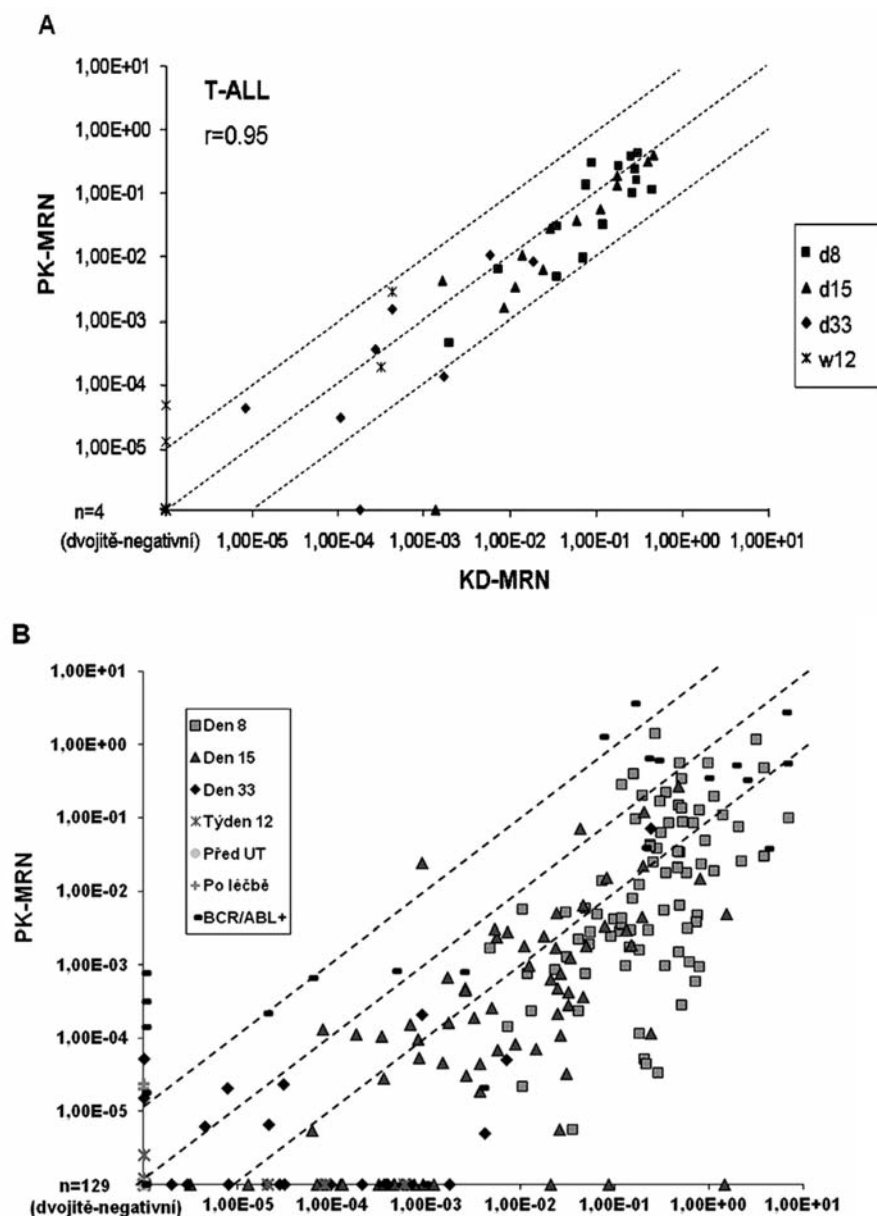 A
1,00E+01
T-ALL
1,00E+00
r=0.95
1,00E-01
PK-MRN
1,00E-02
d8
d15
1,00E-03
d33
w12
1,00E-04
1,00E-05
n=4
(dvojitě-negativní) 1,00E-05 1,00E-04 1,00E-03 1,00E-02 1,00E-01 1,00E+00 1,00E+01
KD-MRN
B
1,00E+01
Den 8
1,00E+00
Den 15
Den 33
1,00E-01
Týden 12
Před UT
PK-MRN
1,00E-02
Po léčbě
BCR/ABL+
1,00E-03
1,00E-04
1,00E-05
n=129
(dvojitě-negativní) 1,00E-05 1,00E-04 1,00E-03 1,00E-02 1,00E-01 1,00E+00 1,00E+01